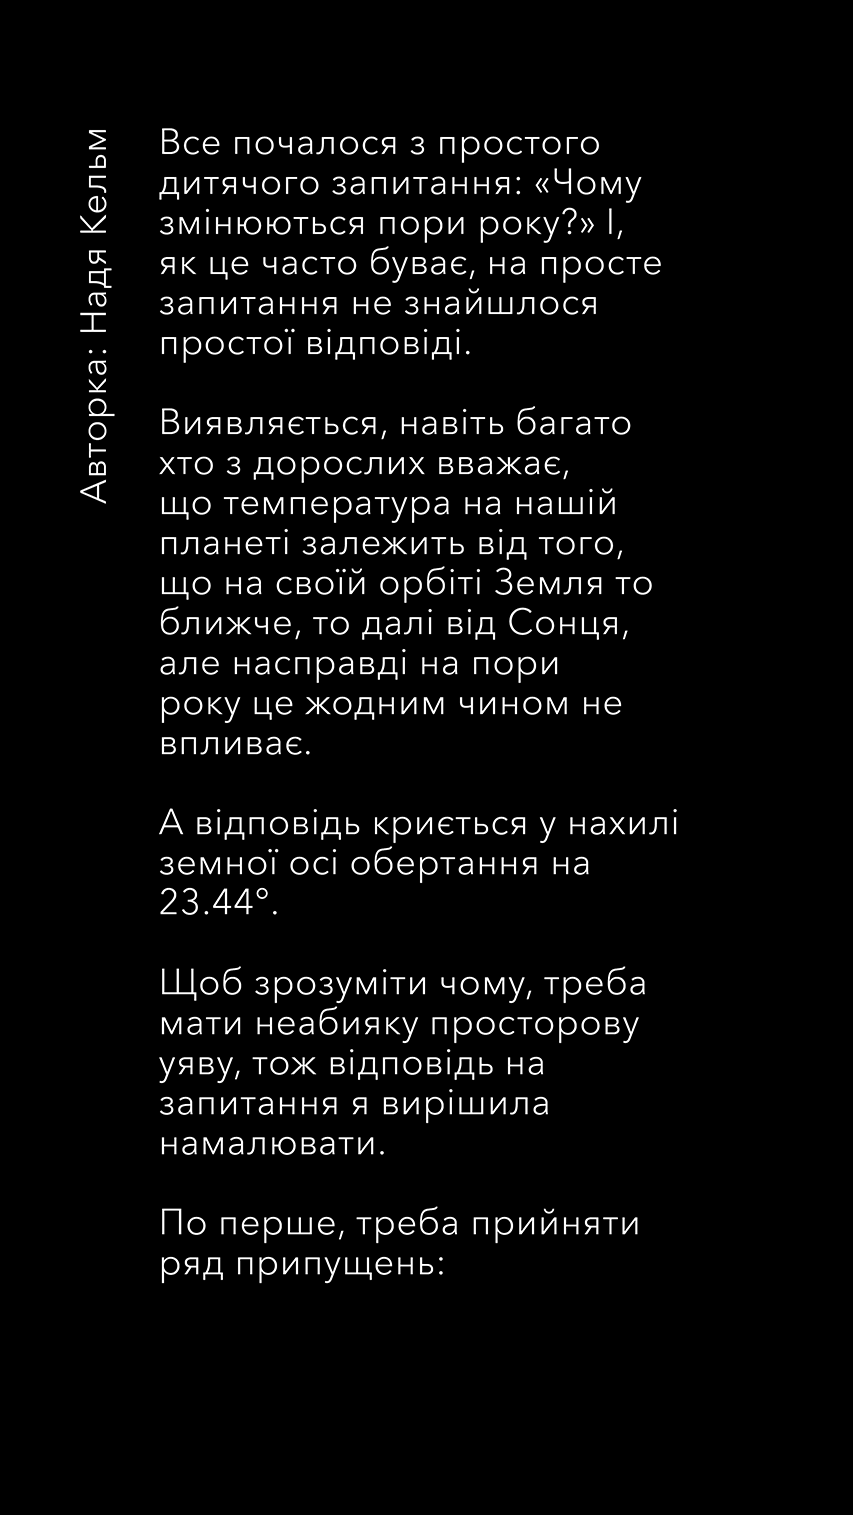 Авторка: Надя Кельм
Все почалося з простого
дитячого запитання: «Чому
змінюються пори року?» І,
як це часто буває, на просте
запитання не знайшлося
простої відповіді.
Виявляється, навіть багато
хто з дорослих вважає,
що температура на нашій
планеті залежить від того,
що на своїй орбіті Земля то
ближче, то далі від Сонця,
але насправді на пори
року це жодним чином не
впливає.
А відповідь криється у нахилі
земної осі обертання на
23.44°.
Щоб зрозуміти чому, треба
мати неабияку просторову
уяву, тож відповідь на
запитання я вирішила
намалювати.
По перше, треба прийняти
ряд припущень: